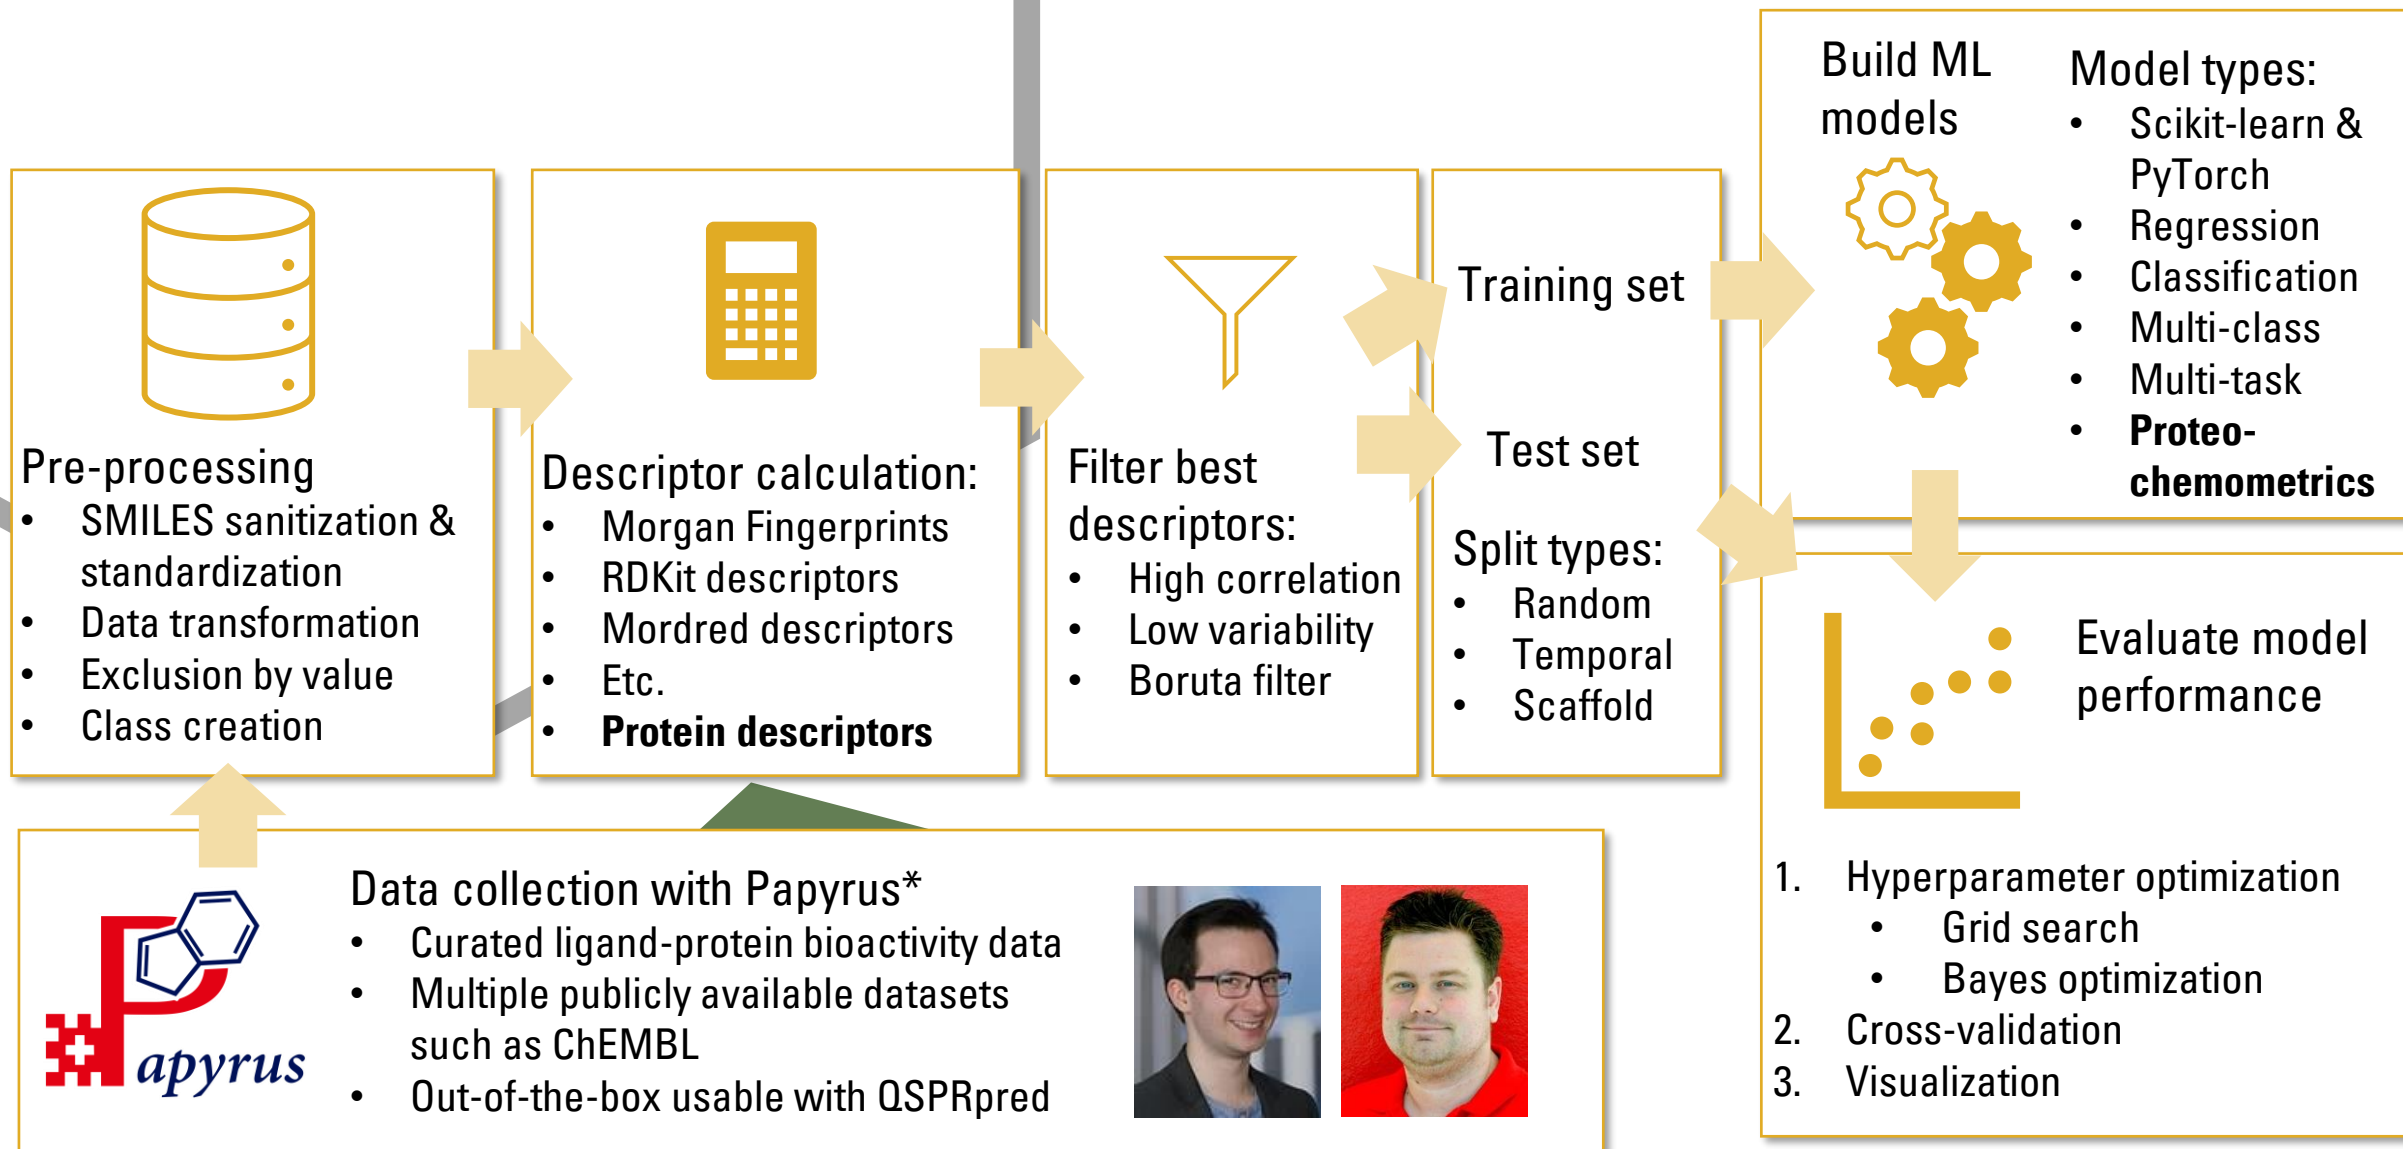 Pre-processing
• SMILES sanitization &
standardization
• Data transformation
• Exclusion by value
• Class creation
Descriptor calculation:
• Morgan Fingerprints
• RDKit descriptors
• Mordred descriptors
• Etc.
• Protein descriptors
Filter best
descriptors:
• High correlation
• Low variability
• Boruta filter
Training set
Test set
Split types:
• Random
• Temporal
• Scaffold
Build ML
models
Model types:
• Scikit-learn &
PyTorch
• Regression
• Classification
• Multi-class
• Multi-task
• Proteo-
chemometrics
Evaluate model
performance
1. Hyperparameter optimization
• Grid search
• Bayes optimization
2. Cross-validation
3. Visualization
Papyrus
Data collection with Papyrus*
• Curated ligand-protein bioactivity data
• Multiple publicly available datasets
such as ChEMBL
• Out-of-the-box usable with QSPRpred